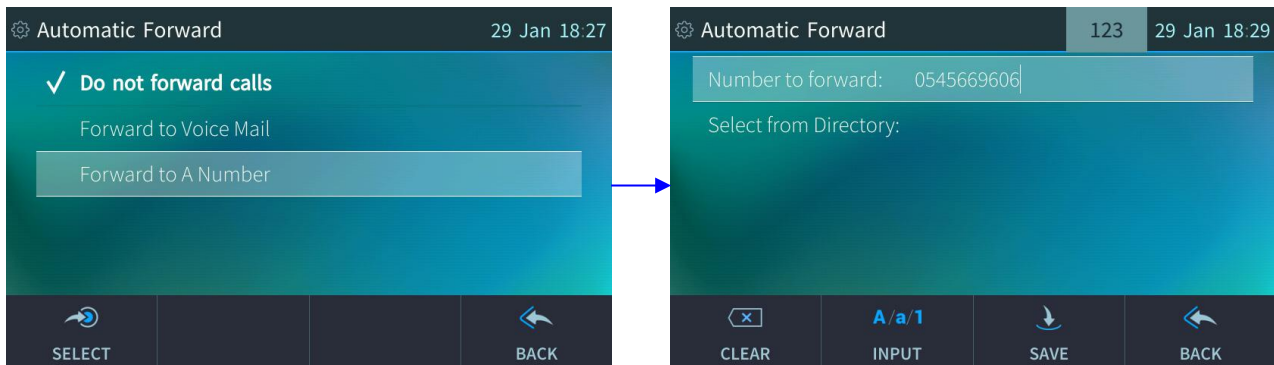 Automatic Forward 29 Jan 18:27
Do not forward calls
Forward to Voice Mail
Forward to A Number
SELECT BACK
Automatic Forward 123 29 Jan 18:29
Number to forward: 0545669606
Select from Directory:
A/a/1
CLEAR INPUT SAVE BACK